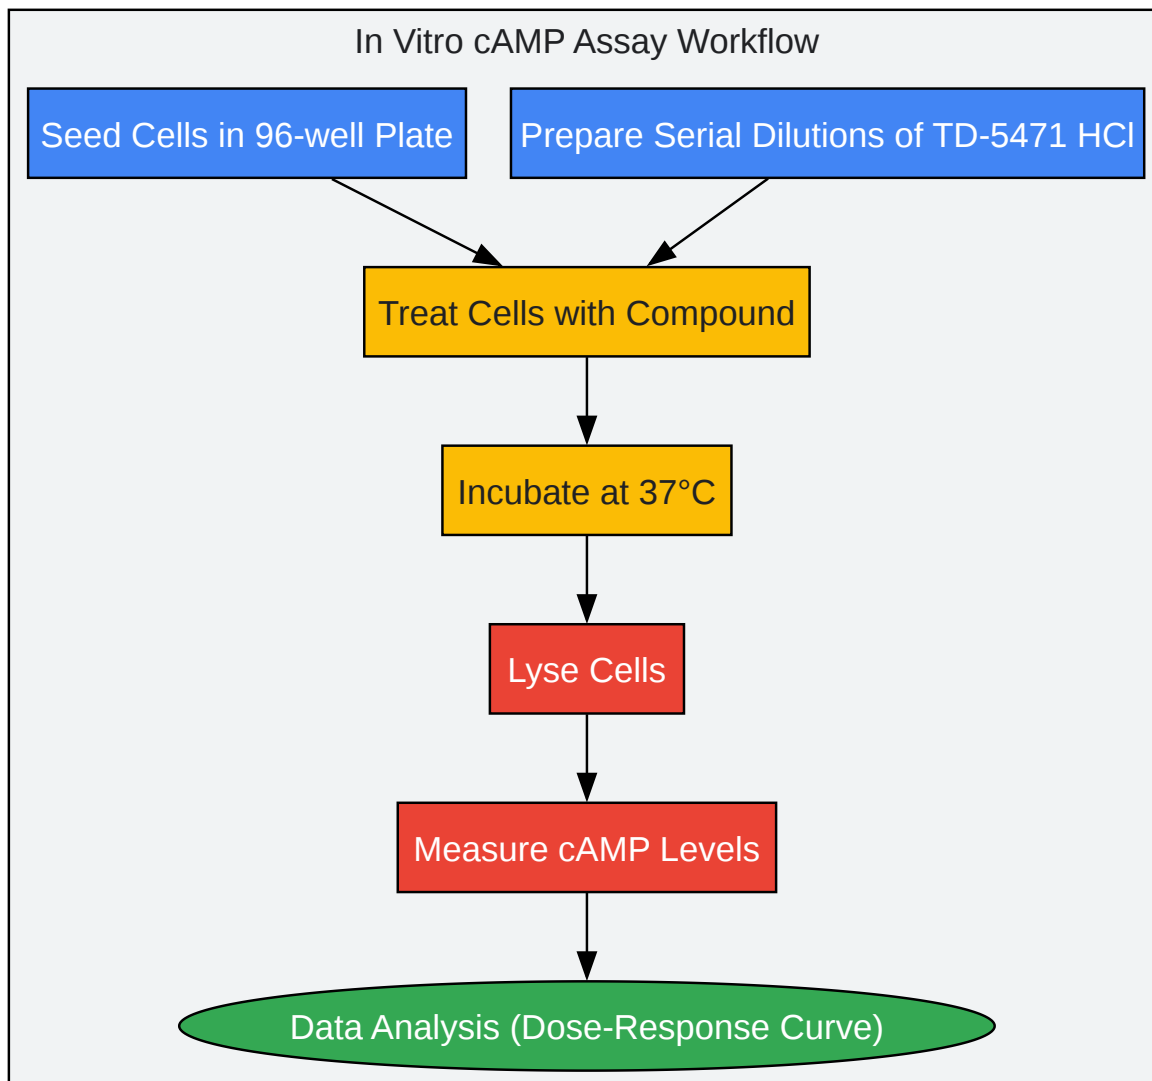 In Vitro cAMP Assay Workflow
Seed Cells in 96-well Plate
Prepare Serial Dilutions of TD-5471 HCl
Treat Cells with Compound
Incubate at 37°C
Lyse Cells
Measure cAMP Levels
Data Analysis (Dose-Response Curve)